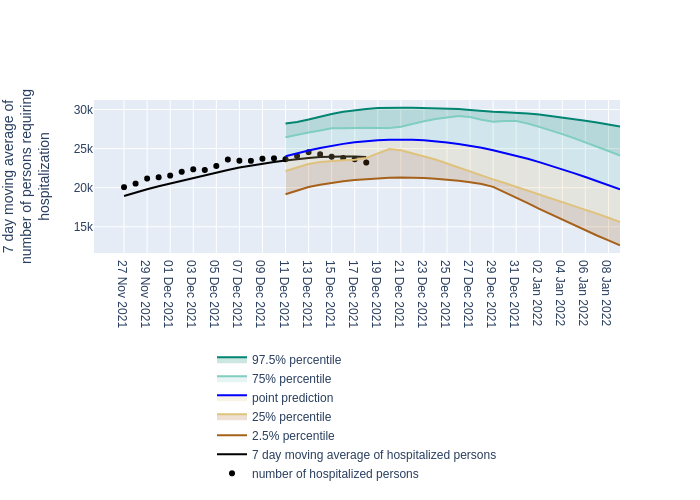 7 day moving average of
number of persons requiring
hospitalization
30k
25k
20k
15k
27 Nov 2021
29 Nov 2021
01 Dec 2021
03 Dec 2021
05 Dec 2021
07 Dec 2021
09 Dec 2021
11 Dec 2021
13 Dec 2021
15 Dec 2021
17 Dec 2021
19 Dec 2021
21 Dec 2021
23 Dec 2021
25 Dec 2021
27 Dec 2021
29 Dec 2021
31 Dec 2021
02 Jan 2022
04 Jan 2022
06 Jan 2022
08 Jan 2022
97.5% percentile
75% percentile
point prediction
25% percentile
2.5% percentile
7 day moving average of hospitalized persons
number of hospitalized persons